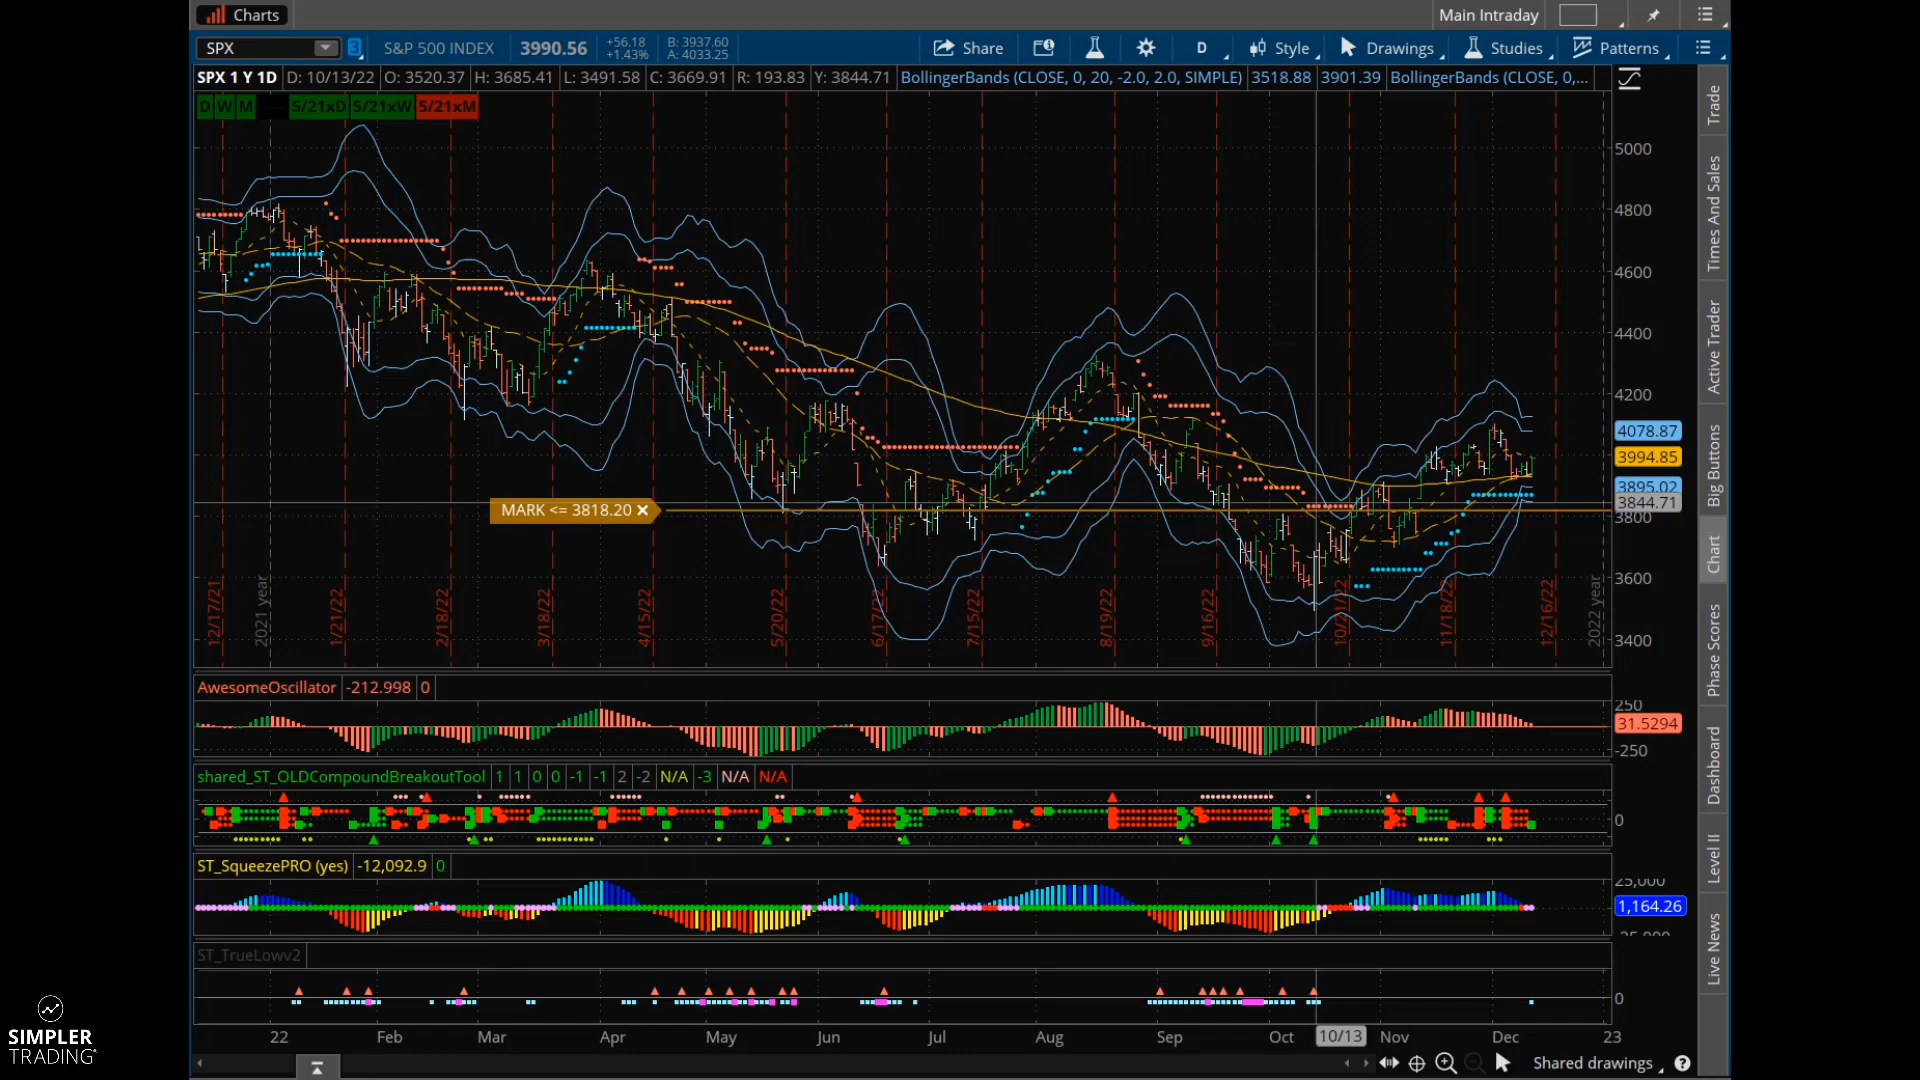 Charts
Main Intraday
SPX
3
S&P 500 INDEX
3990.56
+56.18
+1.43%
B: 3937.60
A: 4033.25
Share
D
Style
Drawings
Studies
Patterns
SPX 1 Y 1D D: 10/13/22 O: 3520.37 H: 3685.41 L: 3491.58 C: 3669.91 R: 193.83 Y: 3844.71 BollingerBands (CLOSE, 0, 20, -2.0, 2.0, SIMPLE) 3518.88 3901.39 BollingerBands (CLOSE, 0,...
D W M 5/21xD 5/21xW 5/21xM
5000
4800
4600
4400
4200
4078.87
3994.85
3895.02
3844.71
3800
3600
3400
MARK <= 3818.20
12/17/21
2021 year
1/21/22
2/18/22
3/18/22
4/15/22
5/20/22
6/17/22
7/15/22
8/19/22
9/16/22
10/21/22
11/18/22
12/16/22
2022 year
AwesomeOscillator -212.998 0
250
31.5294
-250
shared_ST_OLDCompoundBreakoutTool 1 1 0 0 -1 -1 2 -2 N/A -3 N/A N/A
0
ST_SqueezePRO (yes) -12,092.9 0
25,000
1,164.26
-25,000
ST_TrueLowv2
0
22 Feb Mar Apr May Jun Jul Aug Sep Oct 10/13 Nov Dec 23
Shared drawings
Trade
Times And Sales
Active Trader
Big Buttons
Chart
Phase Scores
Dashboard
Level II
Live News
SIMPLER
TRADING